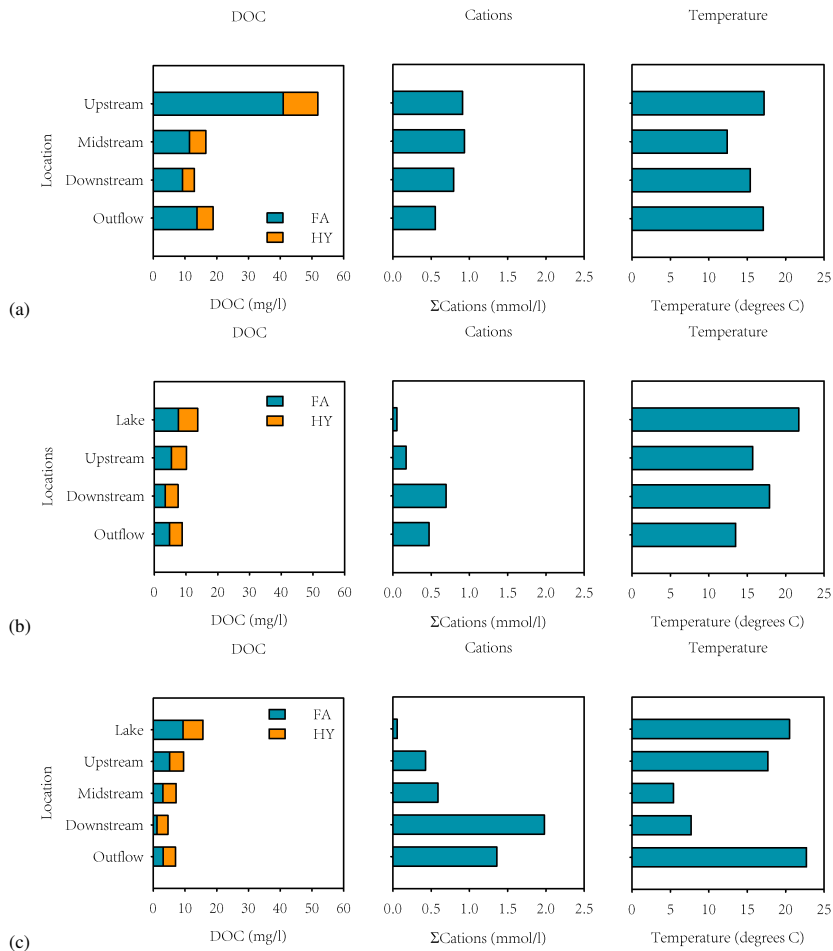 DOC Cations Temperature
Upstream
Midstream
Downstream
Outflow
Location
FA
HY
0 10 20 30 40 50 60 0.0 0.5 1.0 1.5 2.0 2.5 0 5 10 15 20 25
DOC (mg/l) ΣCations (mmol/l) Temperature (degrees C)
(a)
DOC Cations Temperature
Lake
Upstream
Downstream
Outflow
Locations
FA
HY
0 10 20 30 40 50 60 0.0 0.5 1.0 1.5 2.0 2.5 0 5 10 15 20 25
DOC (mg/l) ΣCations (mmol/l) Temperature (degrees C)
(b)
DOC Cations Temperature
Lake
Upstream
Midstream
Downstream
Outflow
Location
FA
HY
0 10 20 30 40 50 60 0.0 0.5 1.0 1.5 2.0 2.5 0 5 10 15 20 25
DOC (mg/l) ΣCations (mmol/l) Temperature (degrees C)
(c)